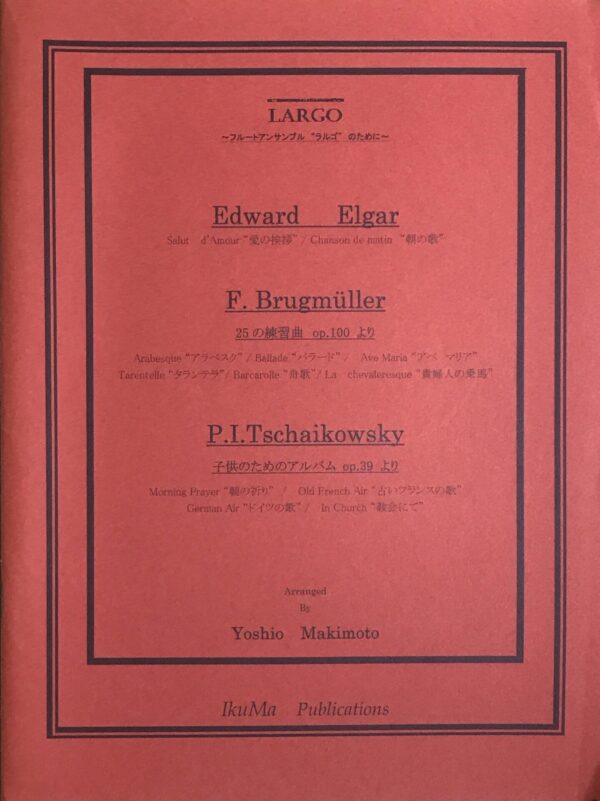 LARGO
～フルートアンサンブル “ラルゴ” のために～
Edward Elgar
Salut d'Amour “愛の挨拶” / Chanson de matin “朝の歌”
F. Brugmüller
25の練習曲 op.100 より
Arabesque “アラベスク” / Ballade “バラード” / Ave Maria “アベ マリア”
Tarentelle “タランテラ” / Barcarolle “舟歌” / La chevaleresque “貴婦人の乗馬”
P.I.Tschaikowsky
子供のためのアルバム op.39 より
Morning Prayer “朝の祈り” / Old French Air “古いフランスの歌”
German Air “ドイツの歌” / In Church “教会にて”
Arranged
By
Yoshio Makimoto
IkuMa Publications